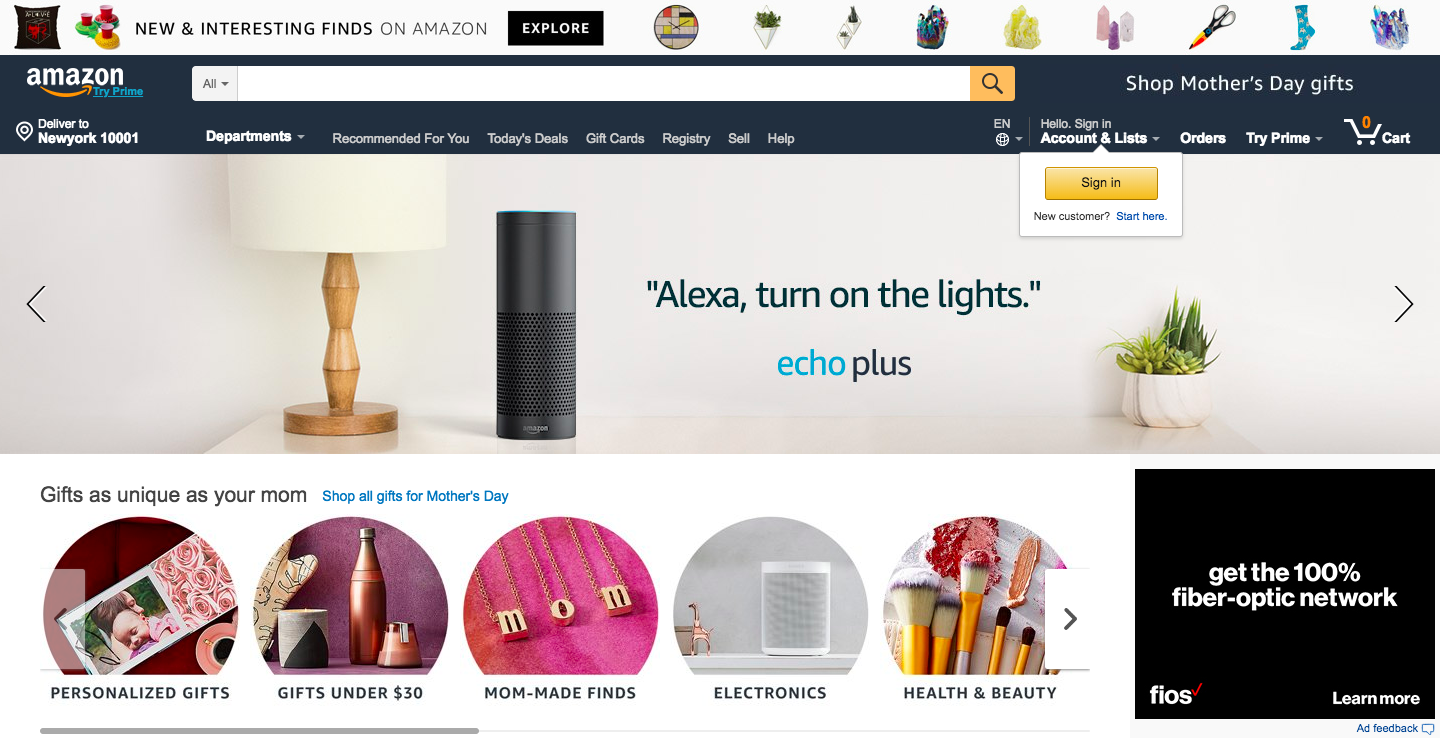 NEW & INTERESTING FINDS ON AMAZON
EXPLORE
amazon
Try Prime
All
Shop Mother's Day gifts
Deliver to
Newyork 10001
Departments
Recommended For You
Today's Deals
Gift Cards
Registry
Sell
Help
EN
Hello. Sign in
Account & Lists
Orders
Try Prime
0
Cart
Sign in
New customer? Start here.
"Alexa, turn on the lights."
echo plus
amazon
Gifts as unique as your mom
Shop all gifts for Mother's Day
m o m
PERSONALIZED GIFTS
GIFTS UNDER $30
MOM-MADE FINDS
ELECTRONICS
HEALTH & BEAUTY
get the 100%
fiber-optic network
fios
Learn more
Ad feedback